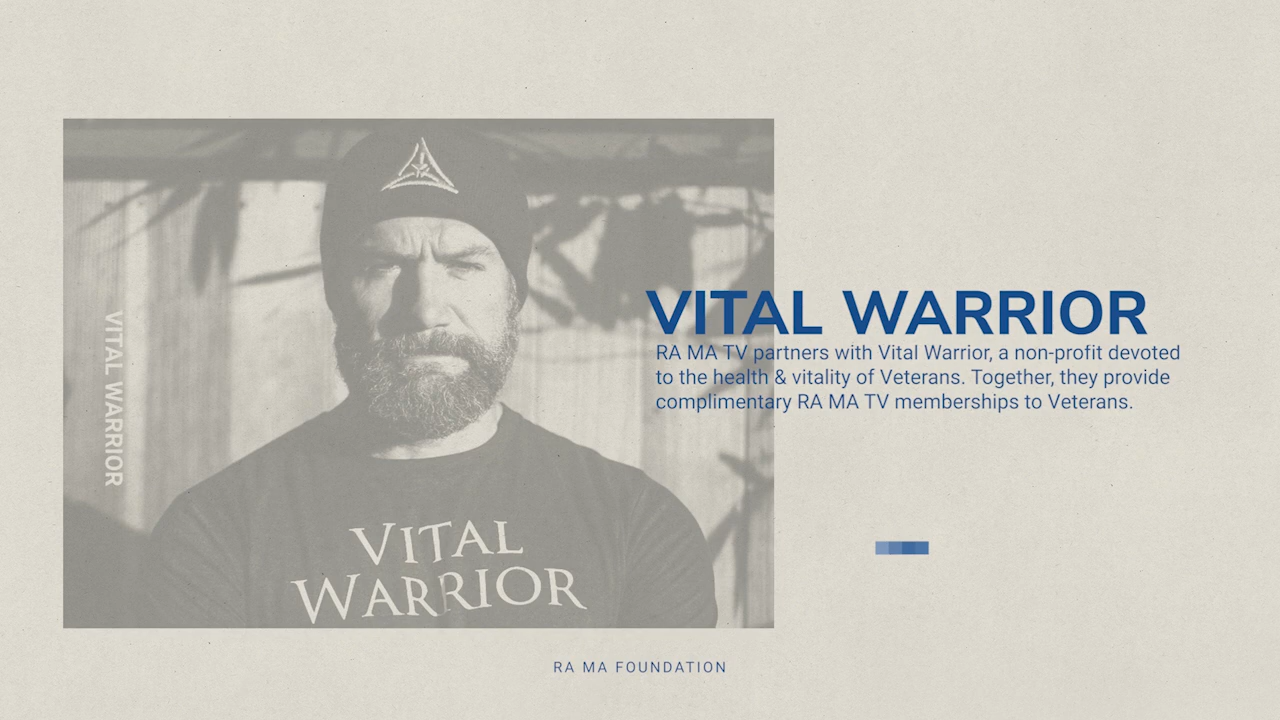 VITAL WARRIOR
VITAL WARRIOR
RA MA TV partners with Vital Warrior, a non-profit devoted
to the health & vitality of Veterans. Together, they provide
complimentary RA MA TV memberships to Veterans.
VITAL
WARRIOR
RA MA FOUNDATION